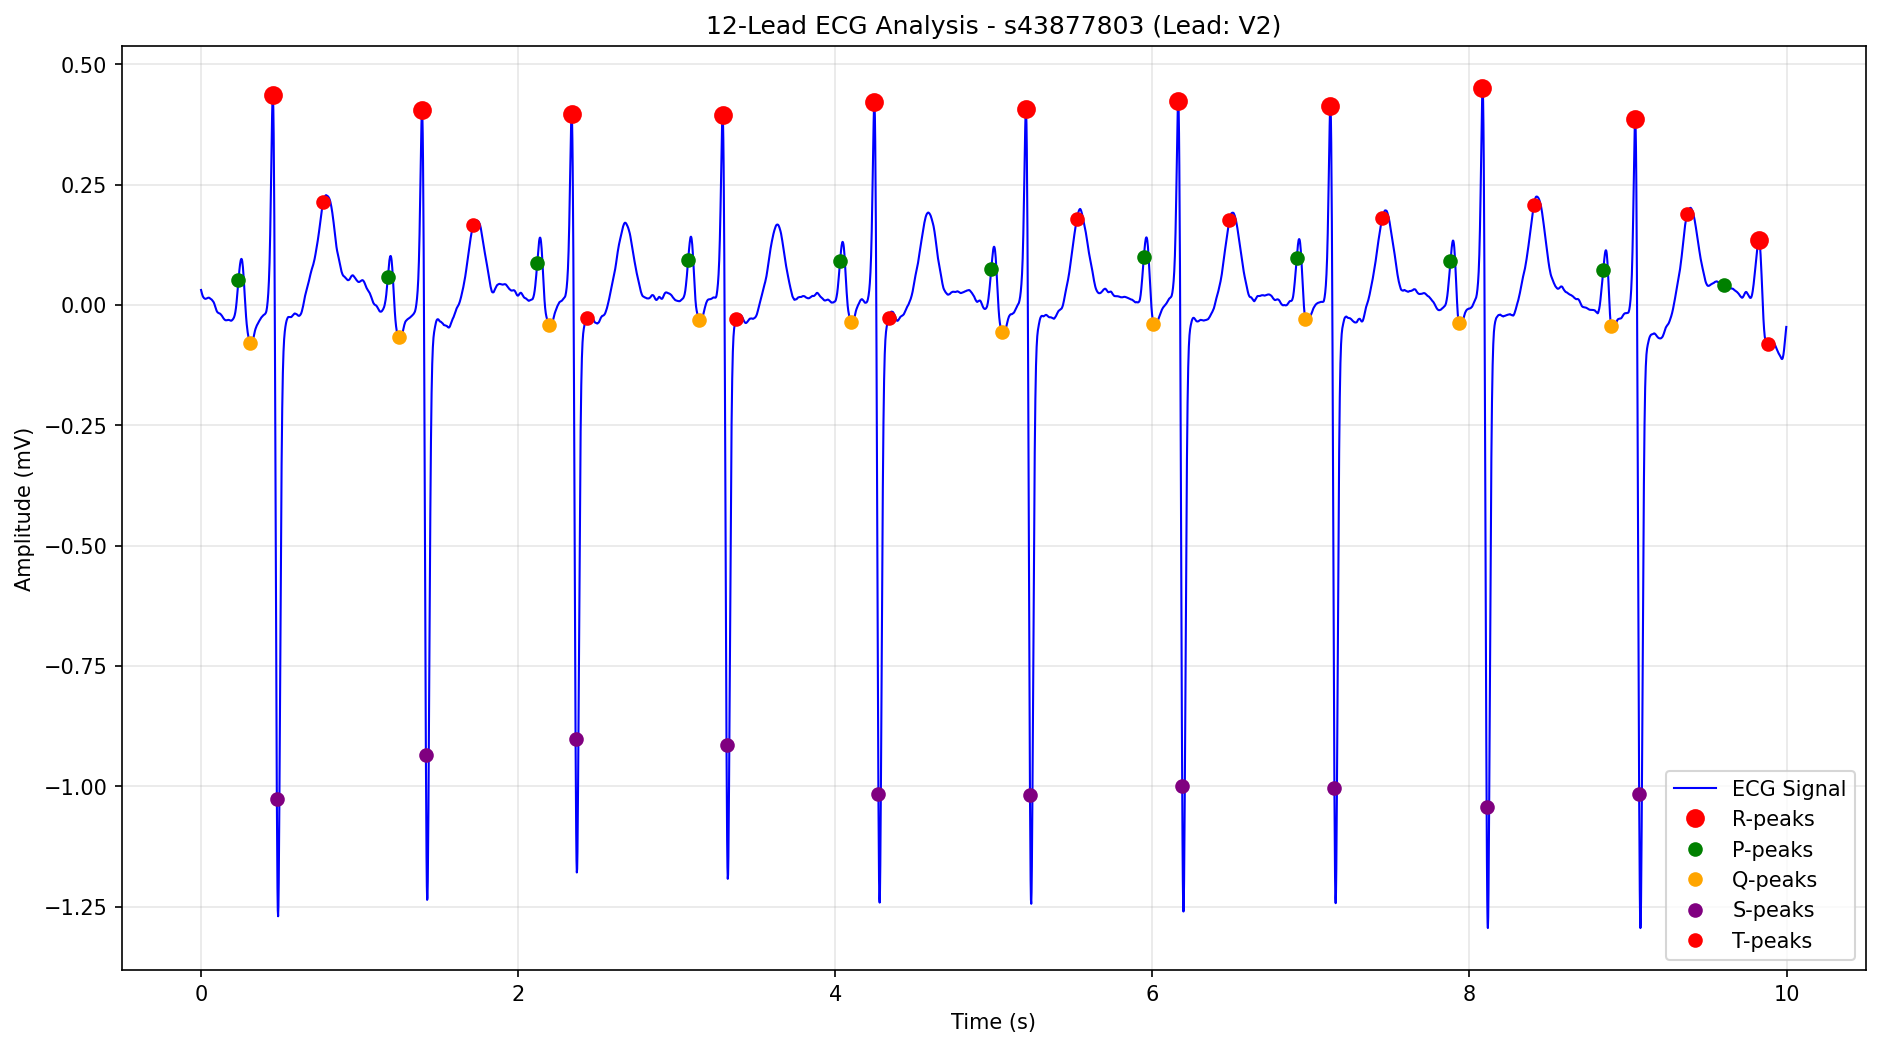 12-Lead ECG Analysis - s43877803 (Lead: V2)
0.50
0.25
0.00
−0.25
−0.50
−0.75
−1.00
−1.25
Amplitude (mV)
0 2 4 6 8 10
Time (s)
ECG Signal
R-peaks
P-peaks
Q-peaks
S-peaks
T-peaks